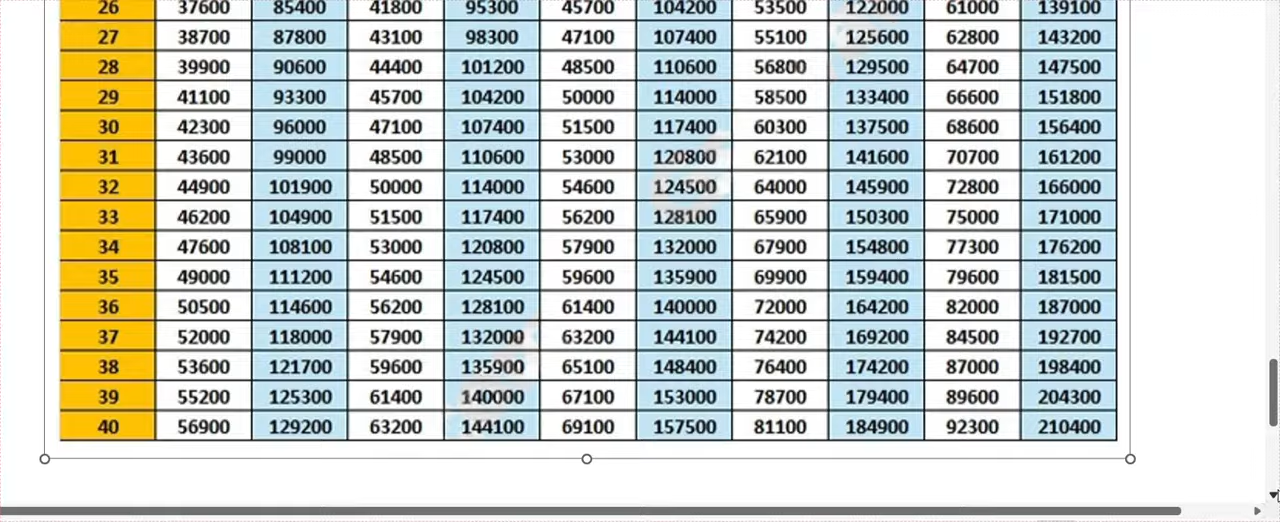 26 37600 85400 41800 95300 45700 104200 53500 122000 61000 139100
27 38700 87800 43100 98300 47100 107400 55100 125600 62800 143200
28 39900 90600 44400 101200 48500 110600 56800 129500 64700 147500
29 41100 93300 45700 104200 50000 114000 58500 133400 66600 151800
30 42300 96000 47100 107400 51500 117400 60300 137500 68600 156400
31 43600 99000 48500 110600 53000 120800 62100 141600 70700 161200
32 44900 101900 50000 114000 54600 124500 64000 145900 72800 166000
33 46200 104900 51500 117400 56200 128100 65900 150300 75000 171000
34 47600 108100 53000 120800 57900 132000 67900 154800 77300 176200
35 49000 111200 54600 124500 59600 135900 69900 159400 79600 181500
36 50500 114600 56200 128100 61400 140000 72000 164200 82000 187000
37 52000 118000 57900 132000 63200 144100 74200 169200 84500 192700
38 53600 121700 59600 135900 65100 148400 76400 174200 87000 198400
39 55200 125300 61400 140000 67100 153000 78700 179400 89600 204300
40 56900 129200 63200 144100 69100 157500 81100 184900 92300 210400